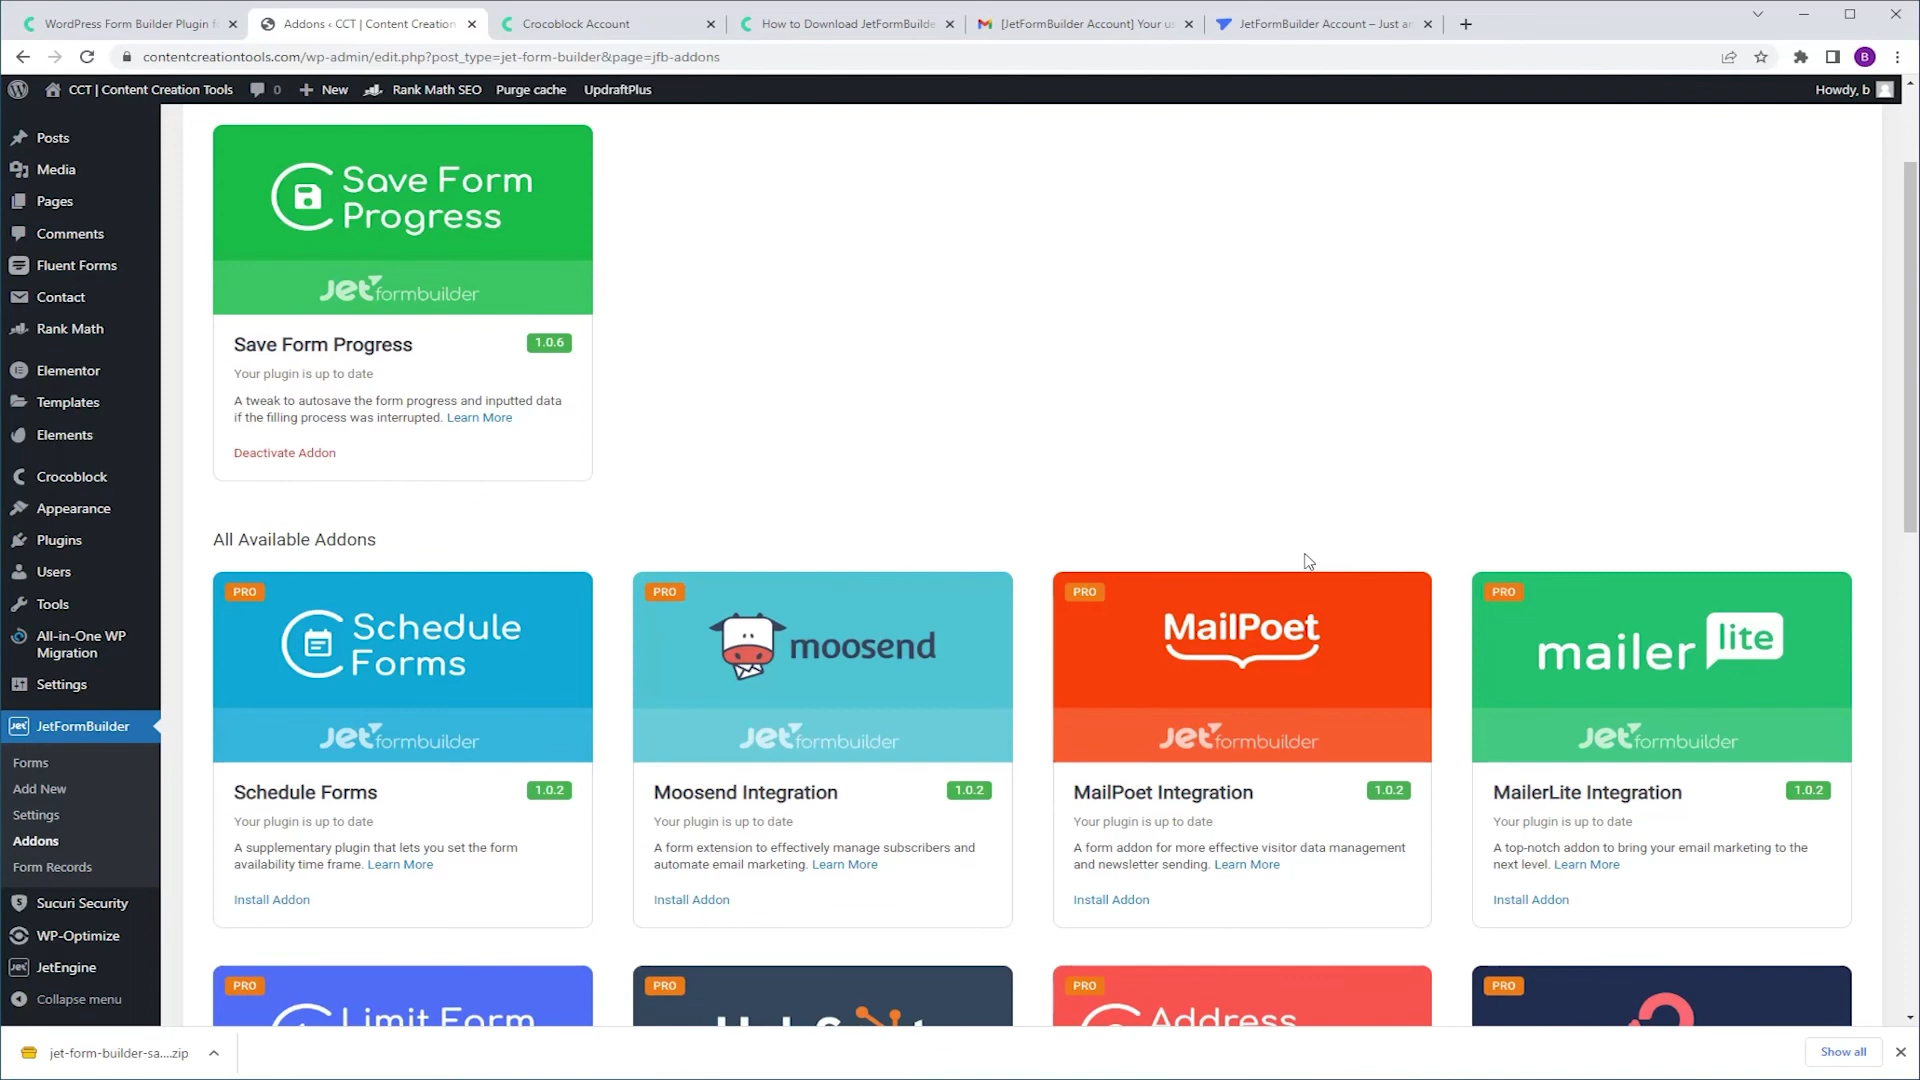 WordPress Form Builder Plugin fo
Addons ‹ CCT | Content Creation
Crocoblock Account
How to Download JetFormBuilde
[JetFormBuilder Account] Your us
JetFormBuilder Account – Just an
contentcreationtools.com/wp-admin/edit.php?post_type=jet-form-builder&page=jfb-addons
B
CCT | Content Creation Tools
0
New
Rank Math SEO
Purge cache
UpdraftPlus
Howdy, b
Posts
Media
Pages
Comments
Fluent Forms
Contact
Rank Math
Elementor
Templates
Elements
Crocoblock
Appearance
Plugins
Users
Tools
All-in-One WP
Migration
Settings
JetFormBuilder
Forms
Add New
Settings
Addons
Form Records
Sucuri Security
WP-Optimize
JetEngine
Collapse menu
Save Form
Progress
Jetformbuilder
Save Form Progress
1.0.6
Your plugin is up to date
A tweak to autosave the form progress and inputted data
if the filling process was interrupted. Learn More
Deactivate Addon
All Available Addons
PRO
Schedule
Forms
Jetformbuilder
Schedule Forms
1.0.2
Your plugin is up to date
A supplementary plugin that lets you set the form
availability time frame. Learn More
Install Addon
PRO
moosend
Jetformbuilder
Moosend Integration
1.0.2
Your plugin is up to date
A form extension to effectively manage subscribers and
automate email marketing. Learn More
Install Addon
PRO
MailPoet
Jetformbuilder
MailPoet Integration
1.0.2
Your plugin is up to date
A form addon for more effective visitor data management
and newsletter sending. Learn More
Install Addon
PRO
mailer lite
Jetformbuilder
MailerLite Integration
1.0.2
Your plugin is up to date
A top-notch addon to bring your email marketing to the
next level. Learn More
Install Addon
PRO
Limit Form
PRO
HubSpot
PRO
Address
PRO
jet-form-builder-sa....zip
Show all